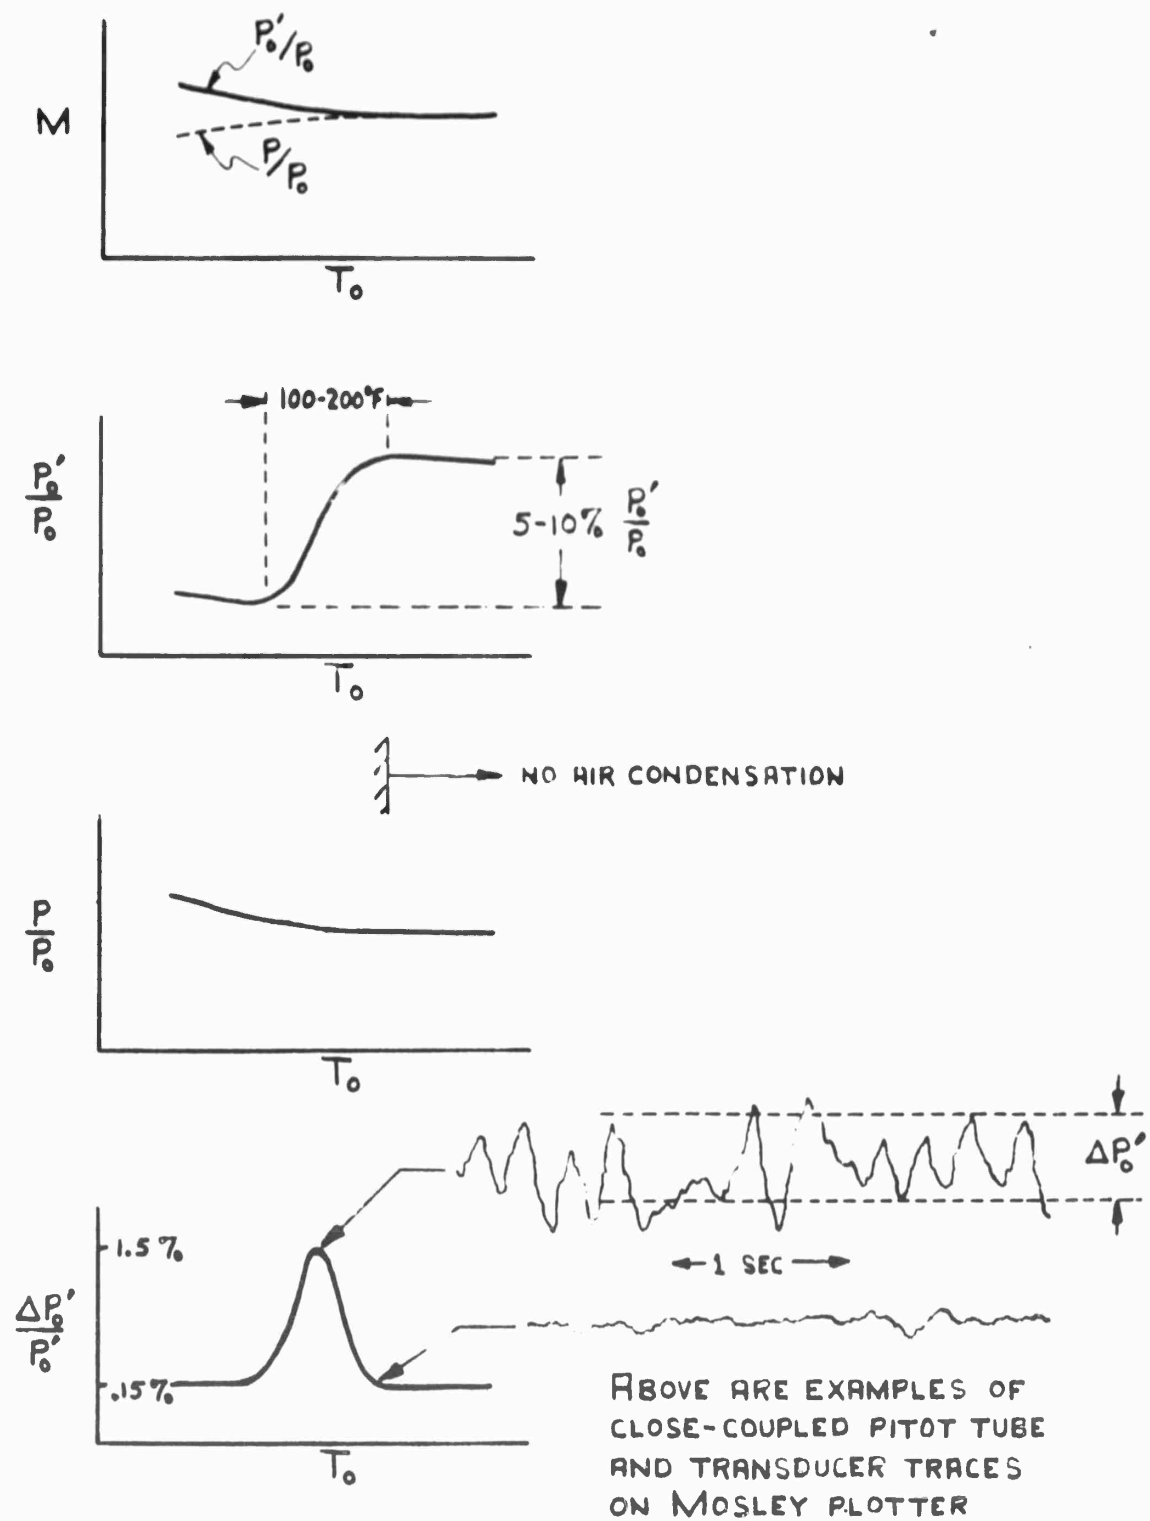 P₀'/P₀
M
P/P₀
T₀
100-200°F
P₀'/P₀
5-10% P₀'/P₀
T₀
NO AIR CONDENSATION
P/P₀
T₀
ΔP₀'
1.5%
1 SEC
ΔP₀'/P₀'
.15%
T₀
ABOVE ARE EXAMPLES OF
CLOSE-COUPLED PITOT TUBE
AND TRANSDUCER TRACES
ON MOSLEY PLOTTER